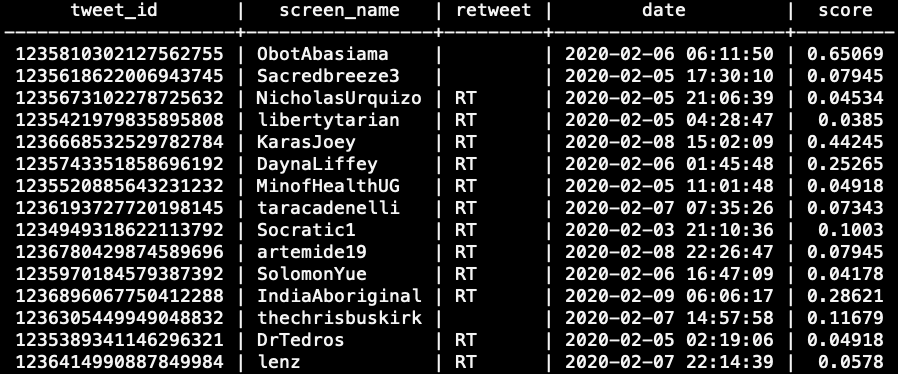 tweet_id | screen_name | retweet | date | score
---------------------+-----------------+---------+---------------------+---------
1235810302127562755 | ObotAbasiama | | 2020-02-06 06:11:50 | 0.65069
1235618622006943745 | Sacredbreeze3 | | 2020-02-05 17:30:10 | 0.07945
1235673102278725632 | NicholasUrquizo | RT | 2020-02-05 21:06:39 | 0.04534
1235421979835895808 | libertytarian | RT | 2020-02-05 04:28:47 | 0.0385
1236668532529782784 | KarasJoey | RT | 2020-02-08 15:02:09 | 0.44245
1235743351858696192 | DaynaLiffey | RT | 2020-02-06 01:45:48 | 0.25265
1235520885643231232 | MinofHealthUG | RT | 2020-02-05 11:01:48 | 0.04918
1236193727720198145 | taracadenelli | RT | 2020-02-07 07:35:26 | 0.07343
1234949318622113792 | Socratic1 | RT | 2020-02-03 21:10:36 | 0.1003
1236780429874589696 | artemide19 | RT | 2020-02-08 22:26:47 | 0.07945
1235970184579387392 | SolomonYue | RT | 2020-02-06 16:47:09 | 0.04178
1236896067750412288 | IndiaAboriginal | RT | 2020-02-09 06:06:17 | 0.28621
1236305449949048832 | thechrisbuskirk | | 2020-02-07 14:57:58 | 0.11679
1235389341146296321 | DrTedros | RT | 2020-02-05 02:19:06 | 0.04918
1236414990887849984 | lenz | RT | 2020-02-07 22:14:39 | 0.0578